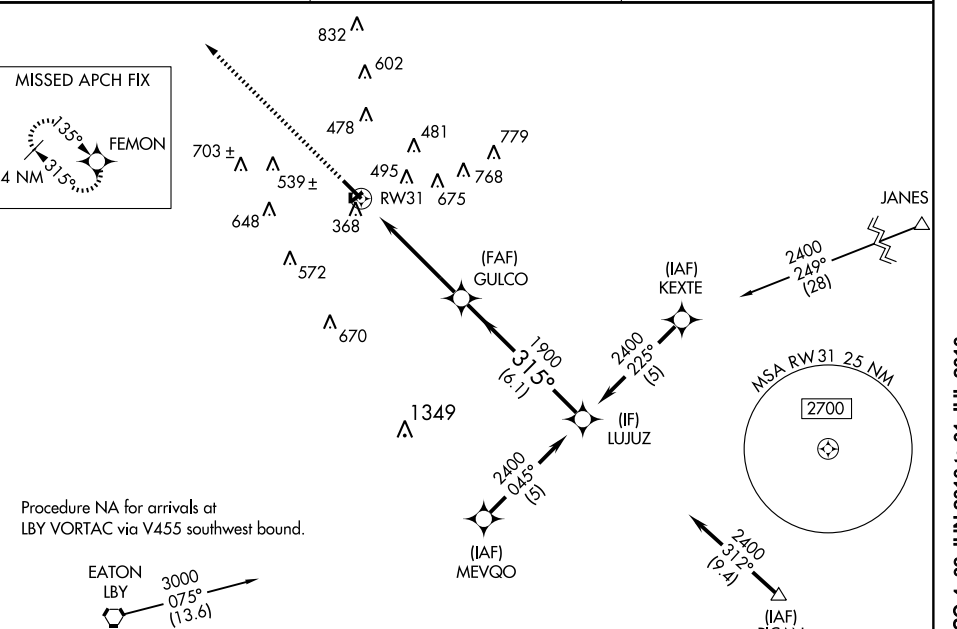 832
602
MISSED APCH FIX
135°
FEMON
4 NM
315°
478
481
779
703 ±
539 ±
495
768
675
RW31
648
368
JANES
2400
249°
(28)
572
(FAF)
GULCO
(IAF)
KEXTE
670
1900
315°
(6.1)
2400
225°
(5)
MSA RW 31 25 NM
2700
1349
(IF)
LUJUZ
2400
045°
(5)
Procedure NA for arrivals at
LBY VORTAC via V455 southwest bound.
(IAF)
MEVQO
2400
312°
(9.4)
EATON
LBY
3000
075°
(13.6)
(IAF)